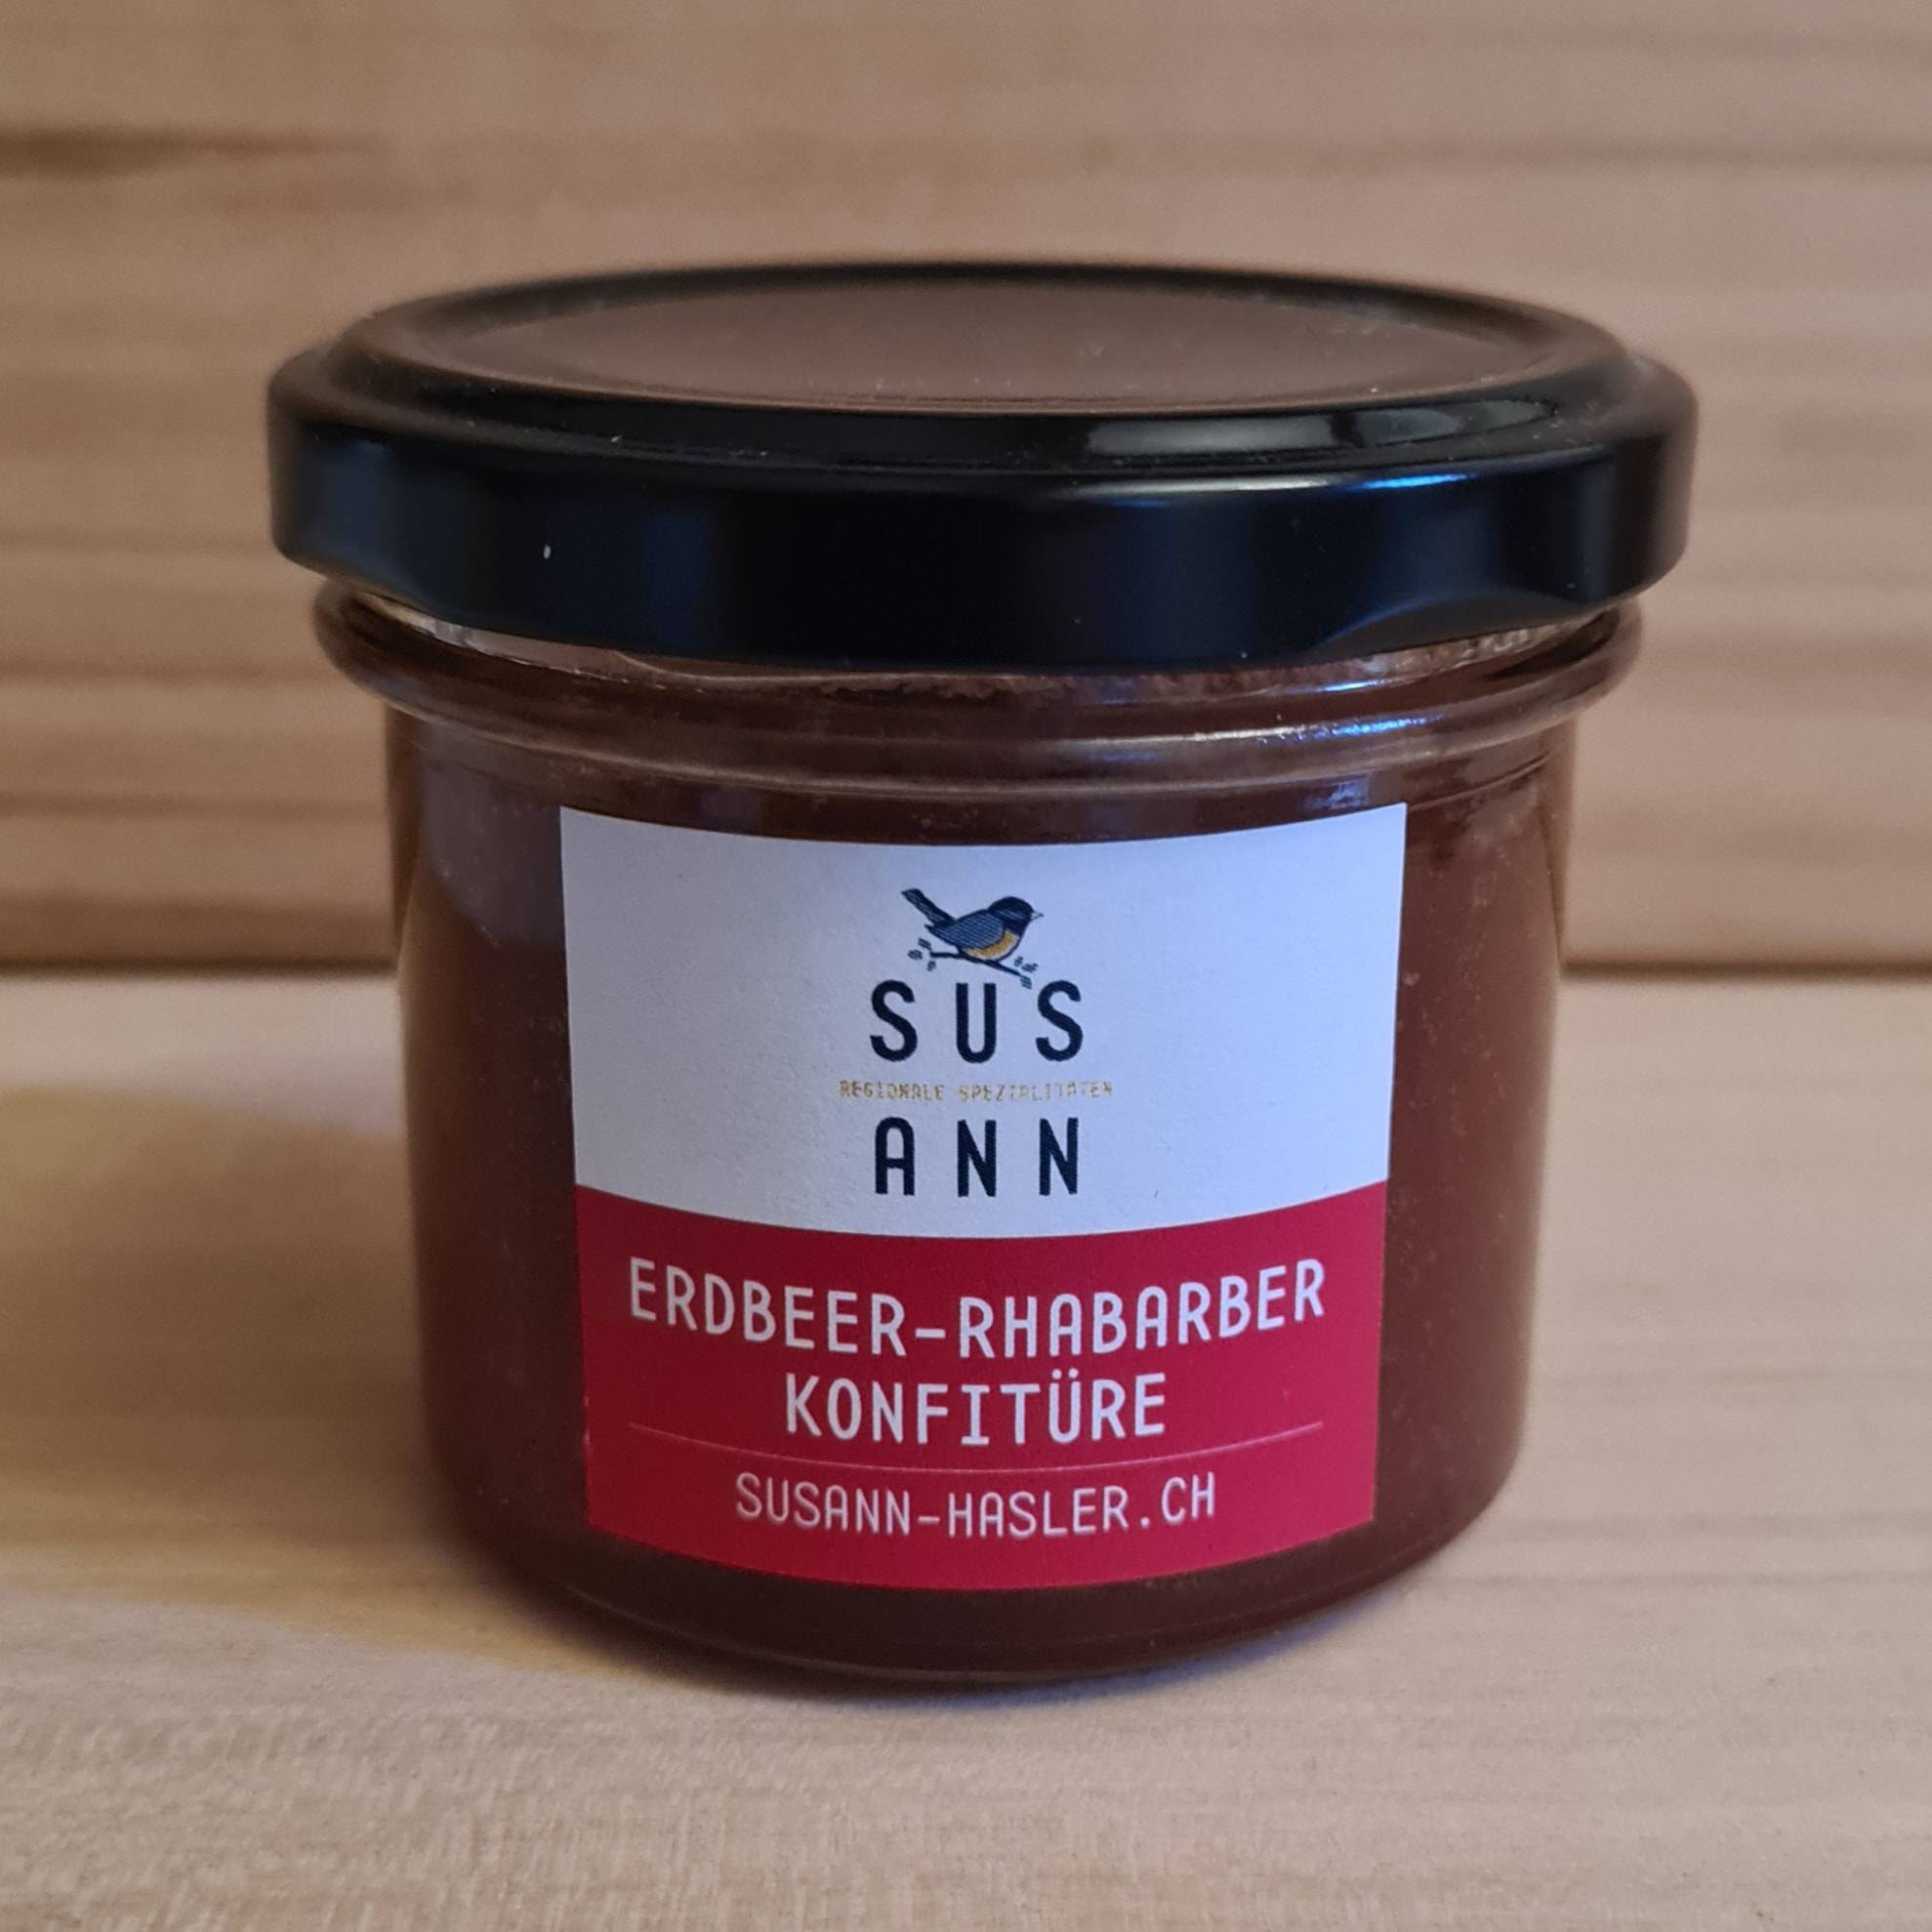 SUS
REGIONALE SPEZIALITÄTEN
ANN
ERDBEER-RHABARBER
KONFITÜRE
SUSANN-HASLER.CH